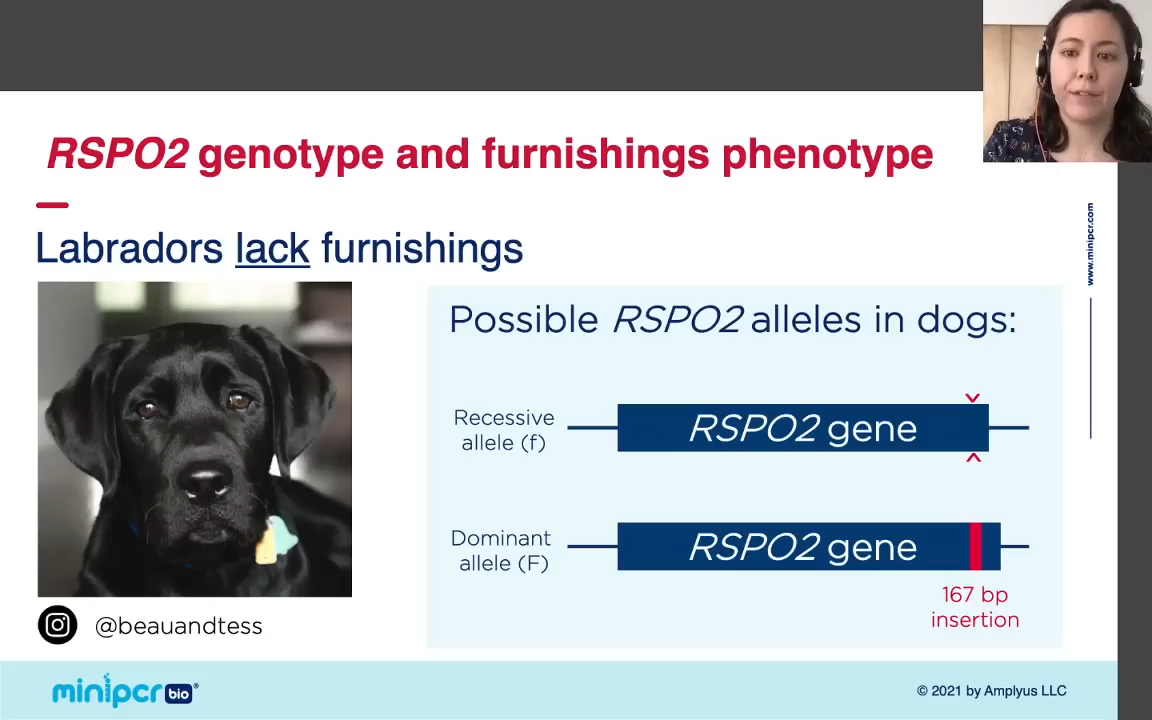 RSPO2 genotype and furnishings phenotype
Labradors lack furnishings
Possible RSPO2 alleles in dogs:
Recessive
allele (f)
RSPO2 gene
Dominant
allele (F)
RSPO2 gene
167 bp
insertion
@beauandtess
www.minipcr.com
minipcr bio®
© 2021 by Amplyus LLC